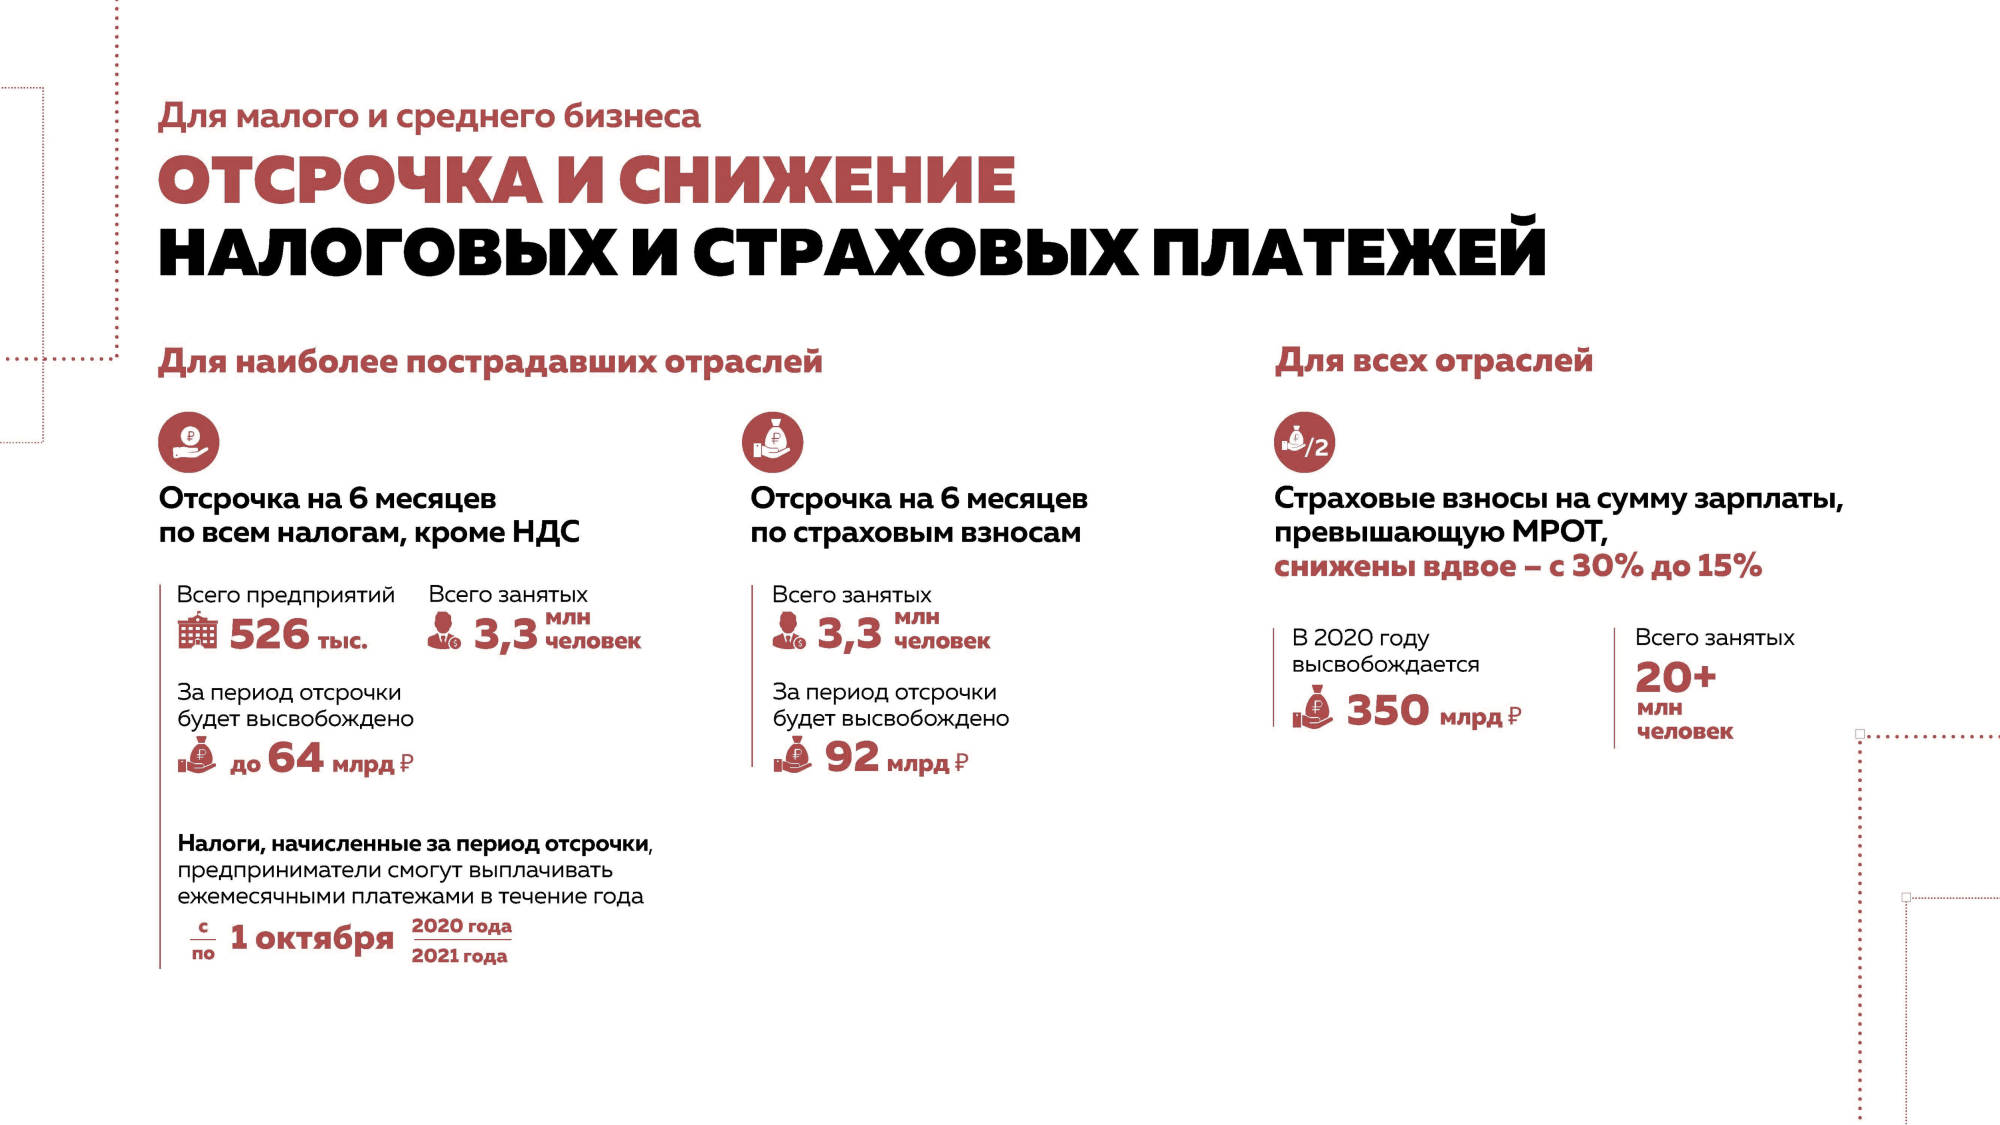 Для малого и среднего бизнеса
ОТСРОЧКА И СНИЖЕНИЕ
НАЛОГОВЫХ И СТРАХОВЫХ ПЛАТЕЖЕЙ
Для наиболее пострадавших отраслей
Отсрочка на 6 месяцев
по всем налогам, кроме НДС
Всего предприятий
526 тыс.
Всего занятых
3,3 млн
человек
За период отсрочки
будет высвобождено
до 64 млрд ₽
Налоги, начисленные за период отсрочки,
предприниматели смогут выплачивать
ежемесячными платежами в течение года
с
по
1 октября
2020 года
2021 года
Отсрочка на 6 месяцев
по страховым взносам
Всего занятых
3,3 млн
человек
За период отсрочки
будет высвобождено
92 млрд ₽
Для всех отраслей
/2
Страховые взносы на сумму зарплаты,
превышающую МРОТ,
снижены вдвое – с 30% до 15%
В 2020 году
высвобождается
350 млрд ₽
Всего занятых
20+
млн
человек